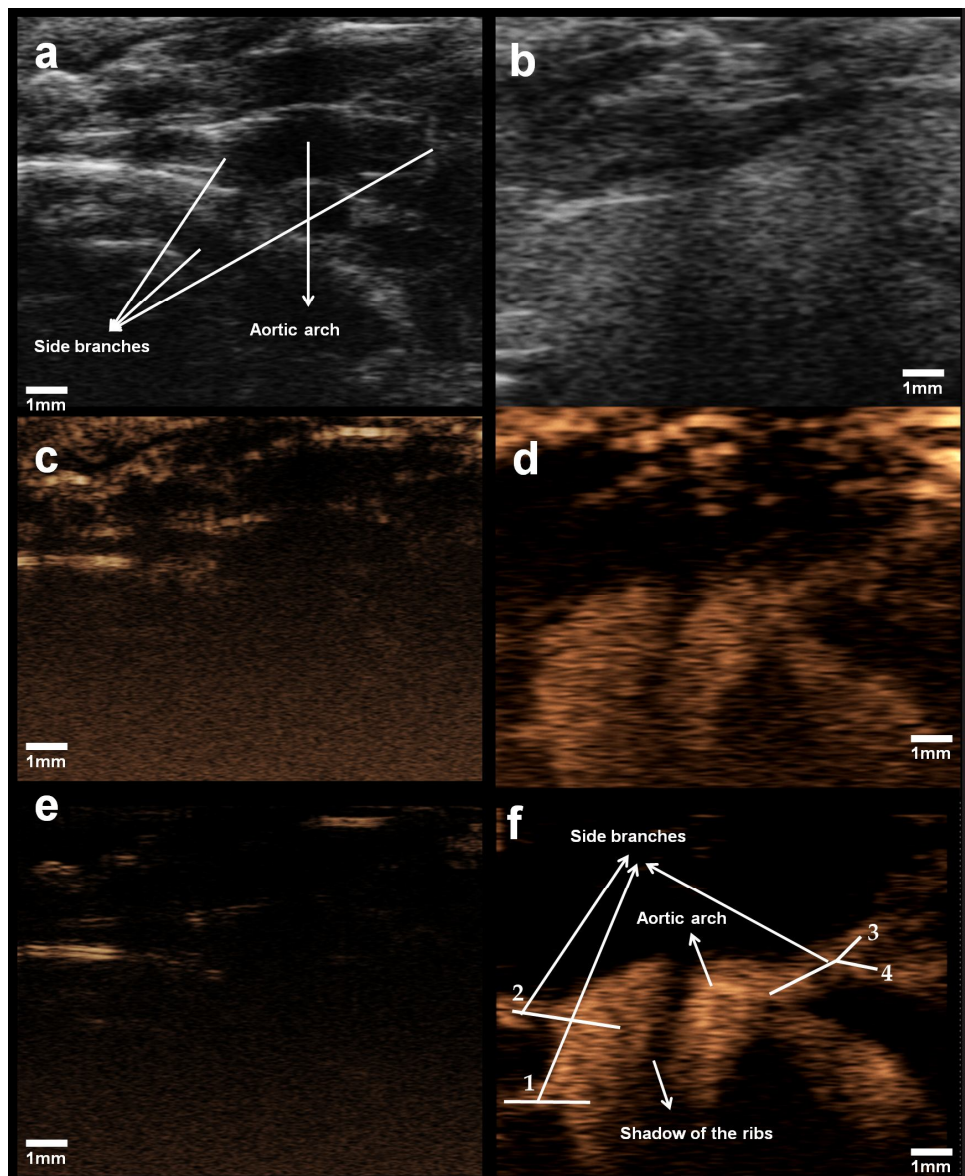 a
b
Side branches
Aortic arch
1mm
1mm
c
d
1mm
1mm
e
f
Side branches
Aortic arch
3
4
2
1
Shadow of the ribs
1mm
1mm